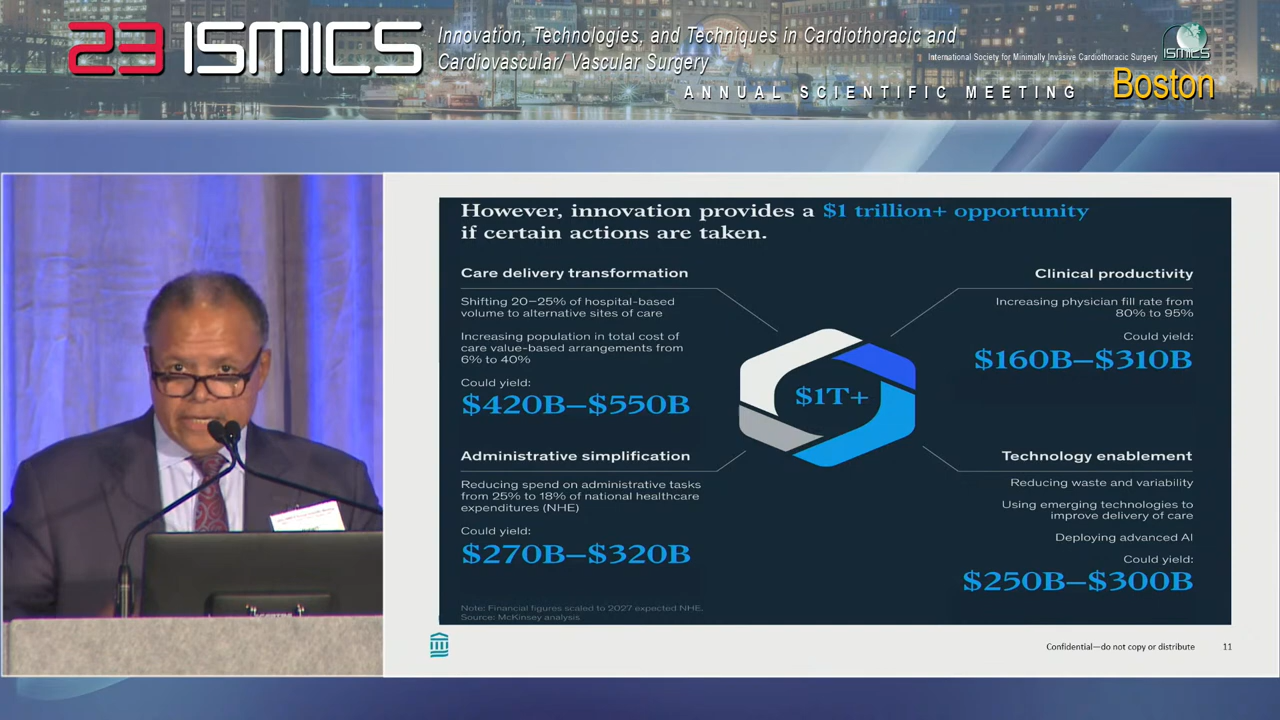 23 ISMICS
Innovation, Technologies, and Techniques in Cardiothoracic and
Cardiovascular/ Vascular Surgery
International Society for Minimally Invasive Cardiothoracic Surgery
ISMICS
ANNUAL SCIENTIFIC MEETING
Boston
However, innovation provides a $1 trillion+ opportunity
if certain actions are taken.
Care delivery transformation
Shifting 20–25% of hospital-based
volume to alternative sites of care
Increasing population in total cost of
care value-based arrangements from
6% to 40%
Could yield:
$420B–$550B
Clinical productivity
Increasing physician fill rate from
80% to 95%
Could yield:
$160B–$310B
$1T+
Administrative simplification
Reducing spend on administrative tasks
from 25% to 18% of national healthcare
expenditures (NHE)
Could yield:
$270B–$320B
Technology enablement
Reducing waste and variability
Using emerging technologies to
improve delivery of care
Deploying advanced AI
Could yield:
$250B–$300B
Note: Financial figures scaled to 2027 expected NHE.
Source: McKinsey analysis
Confidential—do not copy or distribute
11